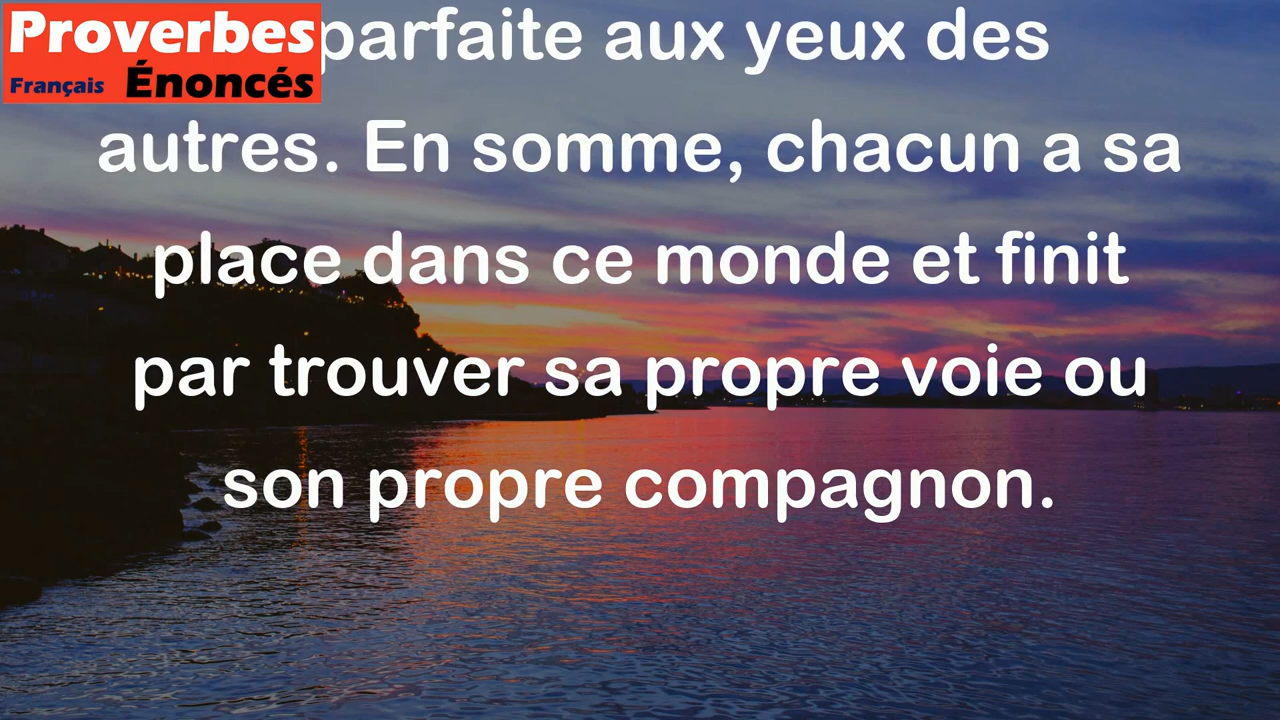 Proverbes
Français Énoncés
parfaite aux yeux des
autres. En somme, chacun a sa
place dans ce monde et finit
par trouver sa propre voie ou
son propre compagnon.